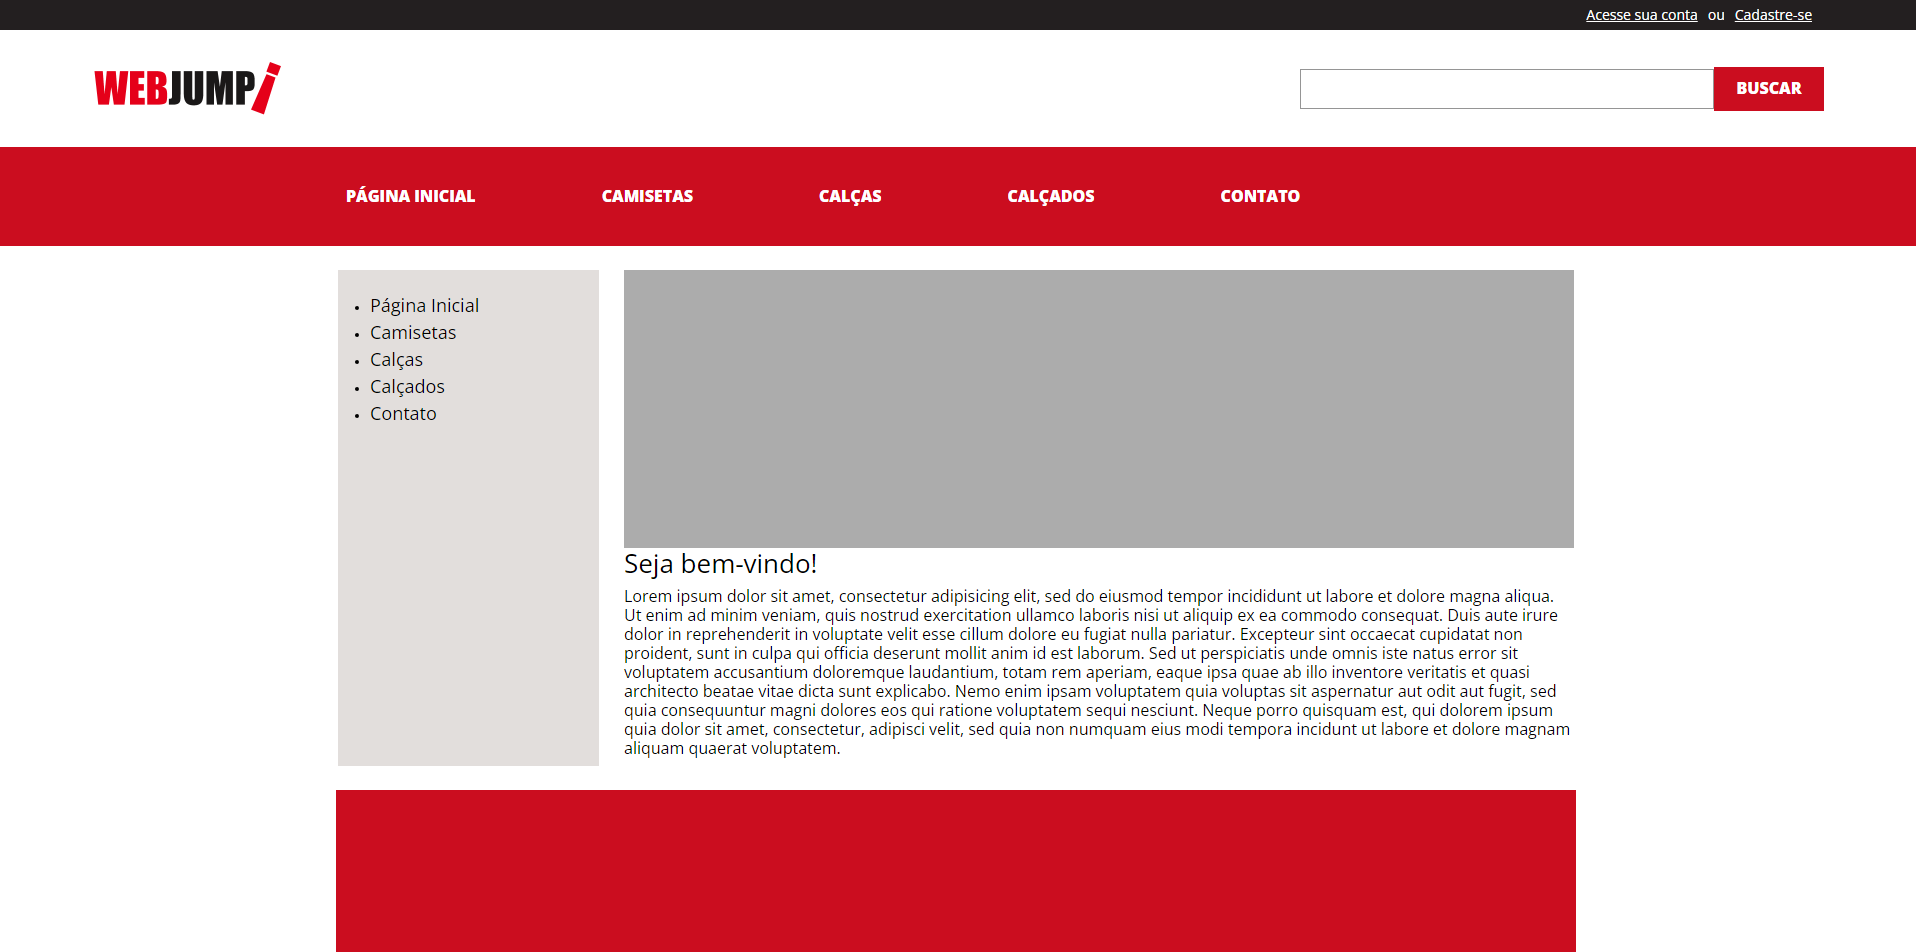 Acesse sua conta ou Cadastre-se
WEBJUMP!
BUSCAR
PÁGINA INICIAL CAMISETAS CALÇAS CALÇADOS CONTATO
Página Inicial
Camisetas
Calças
Calçados
Contato
Seja bem-vindo!
Lorem ipsum dolor sit amet, consectetur adipisicing elit, sed do eiusmod tempor incididunt ut labore et dolore magna aliqua.
Ut enim ad minim veniam, quis nostrud exercitation ullamco laboris nisi ut aliquip ex ea commodo consequat. Duis aute irure
dolor in reprehenderit in voluptate velit esse cillum dolore eu fugiat nulla pariatur. Excepteur sint occaecat cupidatat non
proident, sunt in culpa qui officia deserunt mollit anim id est laborum. Sed ut perspiciatis unde omnis iste natus error sit
voluptatem accusantium doloremque laudantium, totam rem aperiam, eaque ipsa quae ab illo inventore veritatis et quasi
architecto beatae vitae dicta sunt explicabo. Nemo enim ipsam voluptatem quia voluptas sit aspernatur aut odit aut fugit, sed
quia consequuntur magni dolores eos qui ratione voluptatem sequi nesciunt. Neque porro quisquam est, qui dolorem ipsum
quia dolor sit amet, consectetur, adipisci velit, sed quia non numquam eius modi tempora incidunt ut labore et dolore magnam
aliquam quaerat voluptatem.